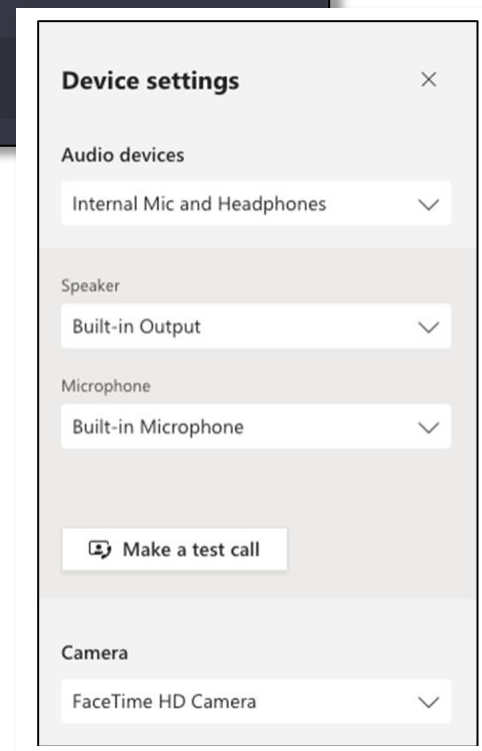 Device settings
Audio devices
Internal Mic and Headphones
Speaker
Built-in Output
Microphone
Built-in Microphone
Make a test call
Camera
FaceTime HD Camera